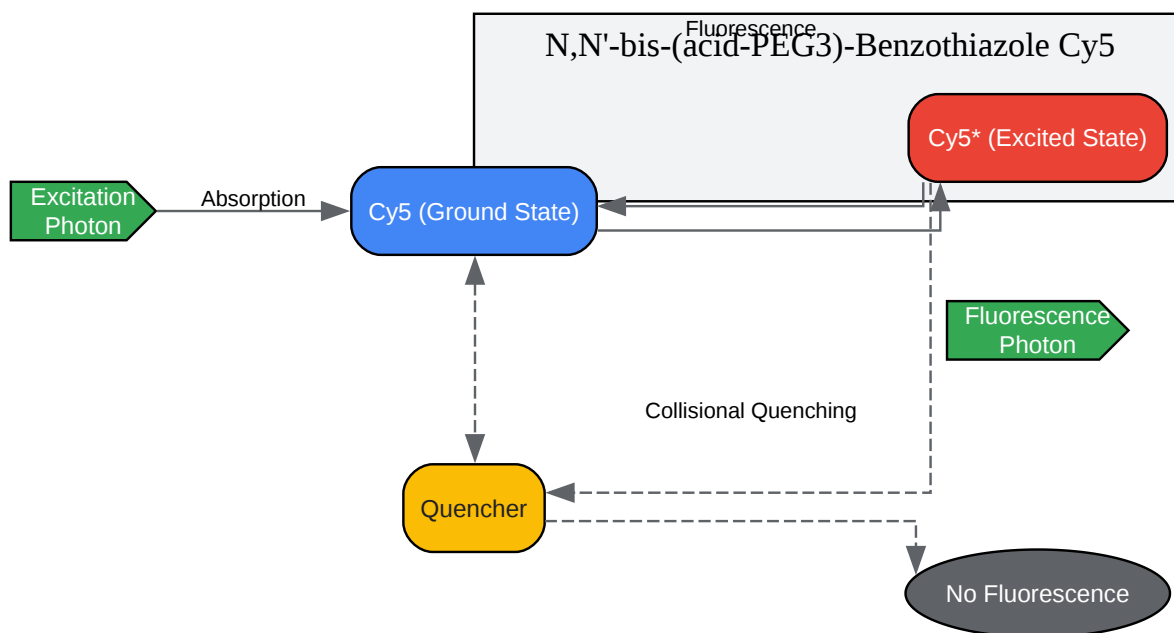 Fluorescence
N,N'-bis-(acid-PEG3)-Benzothiazole Cy5
Cy5* (Excited State)
Excitation
Photon
Absorption
Cy5 (Ground State)
Fluorescence
Photon
Collisional Quenching
Quencher
No Fluorescence